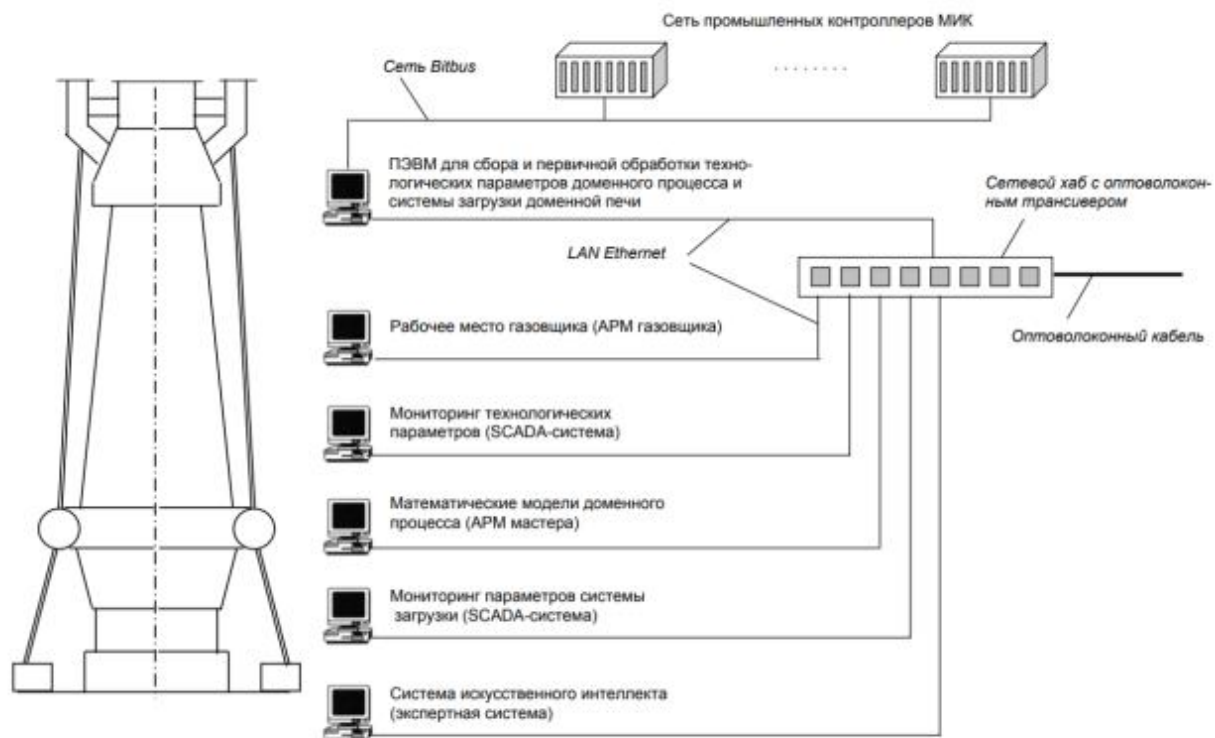 Сеть промышленных контроллеров МИК
Сеть Bitbus
ПЭВМ для сбора и первичной обработки техно-
логических параметров доменного процесса и
системы загрузки доменной печи
Сетевой хаб с оптоволокон-
ным трансивером
LAN Ethernet
Рабочее место газовщика (АРМ газовщика)
Оптоволоконный кабель
Мониторинг технологических
параметров (SCADA-система)
Математические модели доменного
процесса (АРМ мастера)
Мониторинг параметров системы
загрузки (SCADA-система)
Система искусственного интеллекта
(экспертная система)